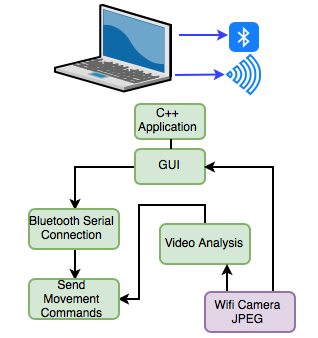 C++
Application
GUI
Bluetooth Serial
Connection
Video Analysis
Send
Movement
Commands
Wifi Camera
JPEG